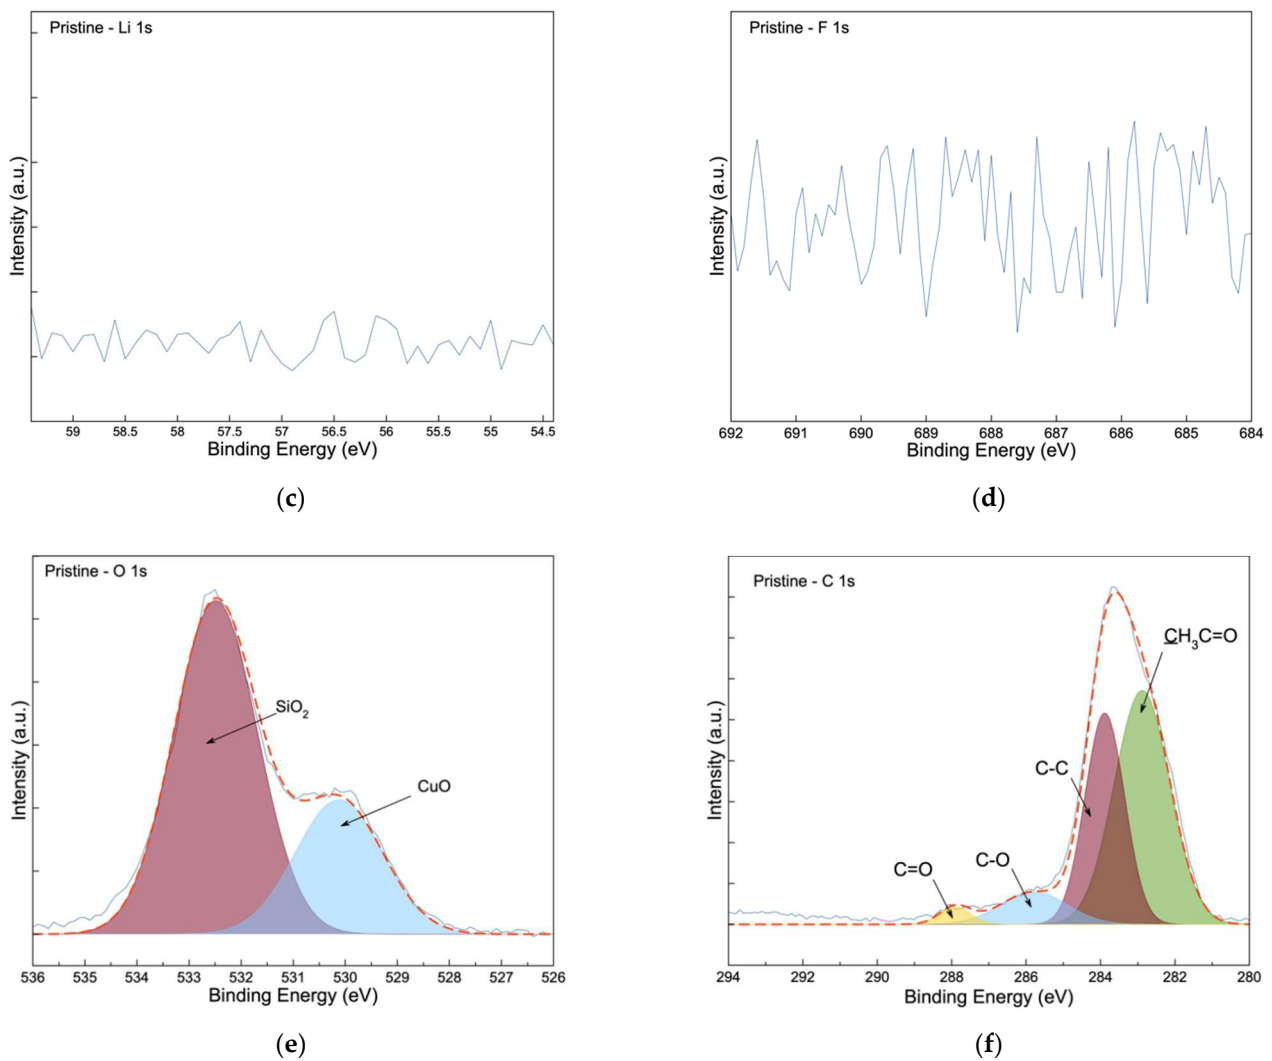 Pristine - Li 1s
Intensity (a.u.)
59 58.5 58 57.5 57 56.5 56 55.5 55 54.5
Binding Energy (eV)
(c)
Pristine - F 1s
Intensity (a.u.)
692 691 690 689 688 687 686 685 684
Binding Energy (eV)
(d)
Pristine - O 1s
SiO₂
CuO
Intensity (a.u.)
536 535 534 533 532 531 530 529 528 527 526
Binding Energy (eV)
(e)
Pristine - C 1s
CH₃C=O
C-C
C-O
C=O
Intensity (a.u.)
294 292 290 288 286 284 282 280
Binding Energy (eV)
(f)